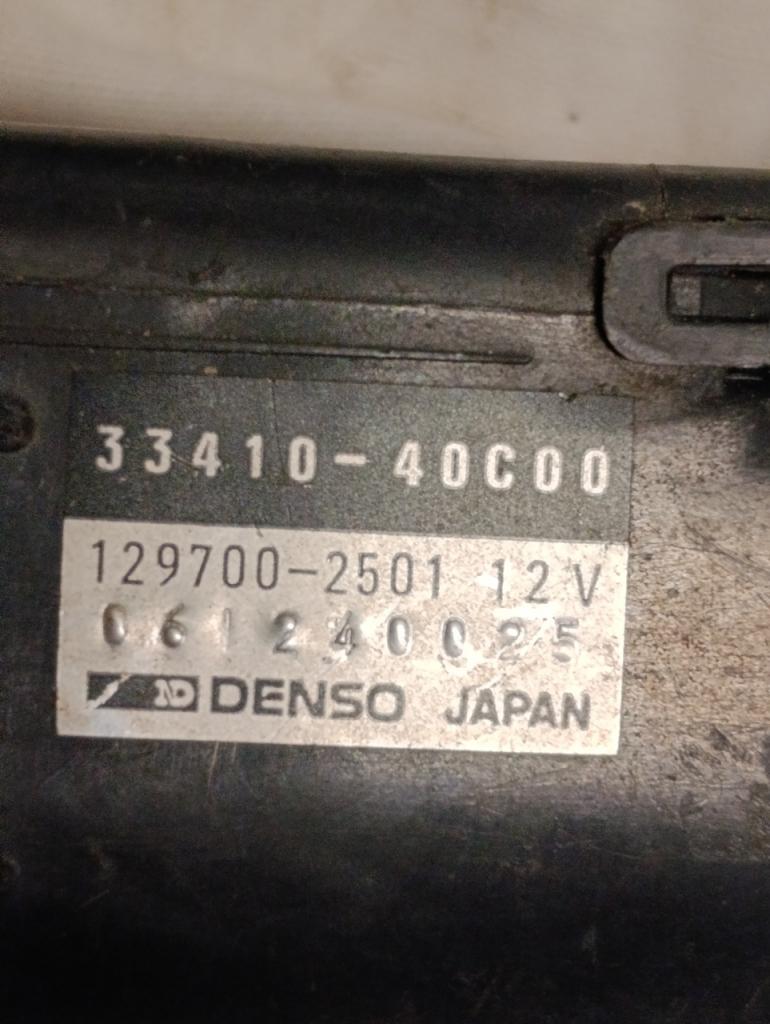 33410-40C00
129700-2501 12V
061240025
ND DENSO JAPAN